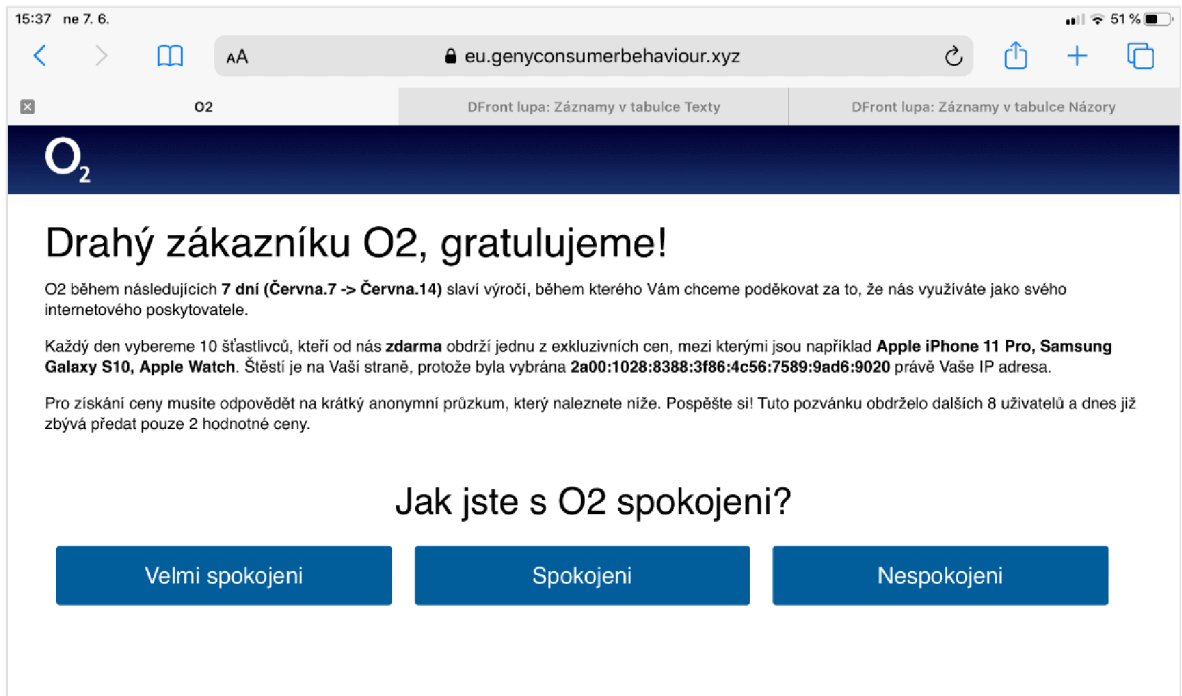 15:37 ne 7. 6.
51 %
AA
eu.genyconsumerbehaviour.xyz
O2
DFront lupa: Záznamy v tabulce Texty
DFront lupa: Záznamy v tabulce Názory
O2
Drahý zákazníku O2, gratulujeme!
O2 během následujících 7 dní (Června.7 -> Června.14) slaví výročí, během kterého Vám chceme poděkovat za to, že nás využíváte jako svého
internetového poskytovatele.
Každý den vybereme 10 šťastlivců, kteří od nás zdarma obdrží jednu z exkluzivních cen, mezi kterými jsou například Apple iPhone 11 Pro, Samsung
Galaxy S10, Apple Watch. Štěstí je na Vaší straně, protože byla vybrána 2a00:1028:8388:3f86:4c56:7589:9ad6:9020 právě Vaše IP adresa.
Pro získání ceny musíte odpovědět na krátký anonymní průzkum, který naleznete níže. Pospěšte si! Tuto pozvánku obdrželo dalších 8 uživatelů a dnes již
zbývá předat pouze 2 hodnotné ceny.
Jak jste s O2 spokojeni?
Velmi spokojeni
Spokojeni
Nespokojeni